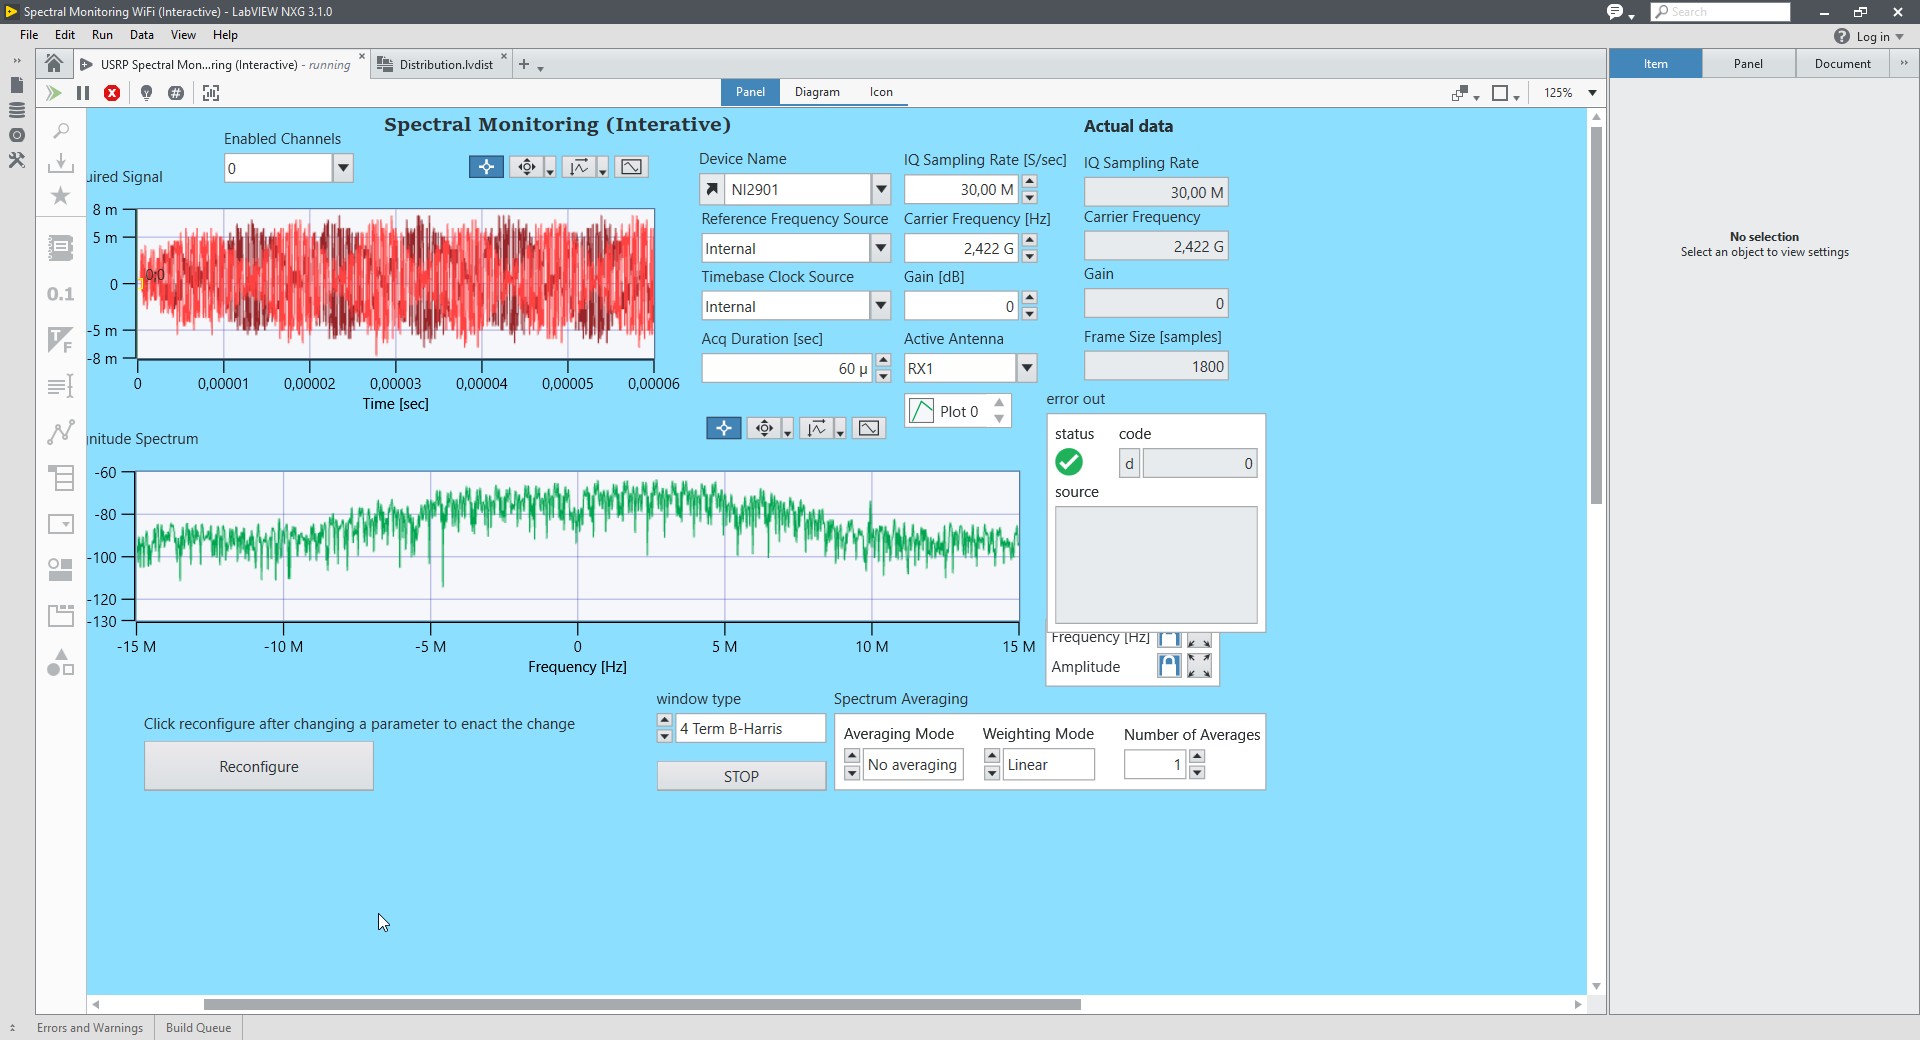 Spectral Monitoring WiFi (Interactive) - LabVIEW NXG 3.1.0
Search
File Edit Run Data View Help
Log in
USRP Spectral Mon...ring (Interactive) - running
Distribution.lvdist
Item Panel Document
Panel Diagram Icon
125%
Spectral Monitoring (Interative)
Actual data
Enabled Channels
0
uired Signal
8 m
5 m
0
-5 m
-8 m
0;0
0 0,00001 0,00002 0,00003 0,00004 0,00005 0,00006
Time [sec]
Device Name
NI2901
IQ Sampling Rate [S/sec]
30,00 M
IQ Sampling Rate
30,00 M
Reference Frequency Source
Internal
Carrier Frequency [Hz]
2,422 G
Carrier Frequency
2,422 G
Timebase Clock Source
Internal
Gain [dB]
0
Gain
0
Acq Duration [sec]
60 µ
Active Antenna
RX1
Frame Size [samples]
1800
Plot 0
error out
status code
d 0
source
No selection
Select an object to view settings
0.1
T
F
nitude Spectrum
-60
-80
-100
-120
-130
-15 M -10 M -5 M 0 5 M 10 M 15 M
Frequency [Hz]
Frequency [Hz]
Amplitude
Click reconfigure after changing a parameter to enact the change
Reconfigure
window type
4 Term B-Harris
STOP
Spectrum Averaging
Averaging Mode Weighting Mode Number of Averages
No averaging Linear 1
Errors and Warnings Build Queue